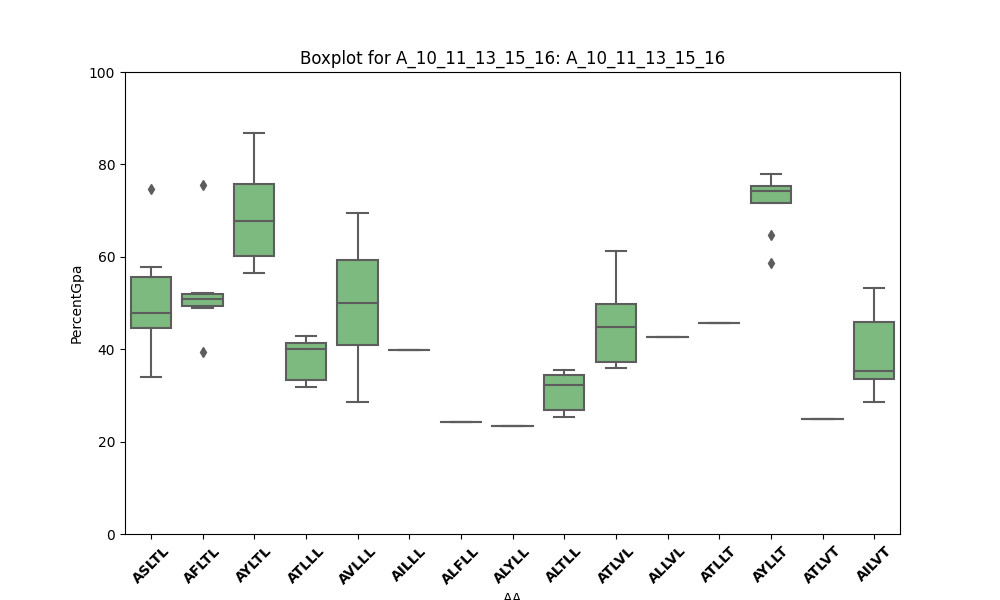 Boxplot for A_10_11_13_15_16: A_10_11_13_15_16
100
80
60
40
20
0
PercentGpa
ASLTL AFLTL AYLTL ATLLL AVLLL AILLL ALFLL ALYLL ALTLL ATLVL ALLVL ATLLT AYLLT ATLVT AILVT
AA